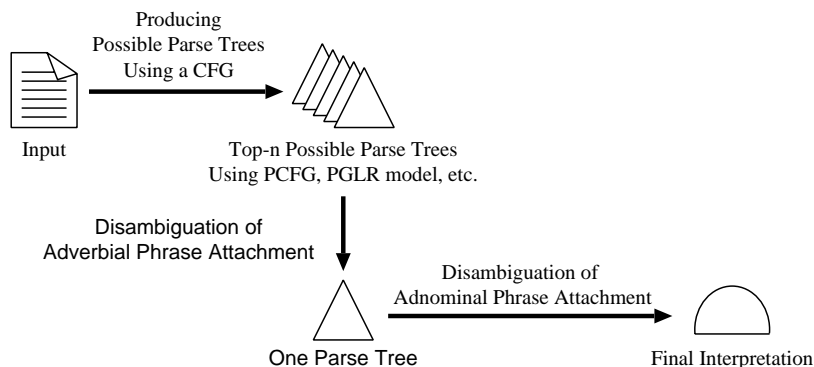 Producing
Possible Parse Trees
Using a CFG
Input
Top-n Possible Parse Trees
Using PCFG, PGLR model, etc.
Disambiguation of
Adverbial Phrase Attachment
Disambiguation of
Adnominal Phrase Attachment
One Parse Tree
Final Interpretation